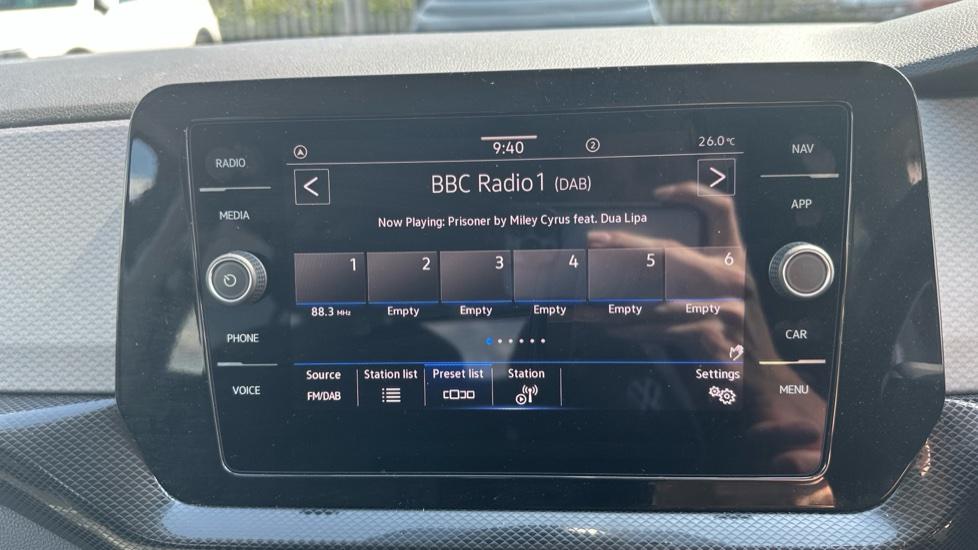 9:40
2
26.0°C
RADIO
NAV
< BBC Radio1 (DAB) >
MEDIA
APP
Now Playing: Prisoner by Miley Cyrus feat. Dua Lipa
1 2 3 4 5 6
88.3 MHz Empty Empty Empty Empty Empty
PHONE
CAR
Source Station list Preset list Station Settings
FM/DAB
VOICE
MENU